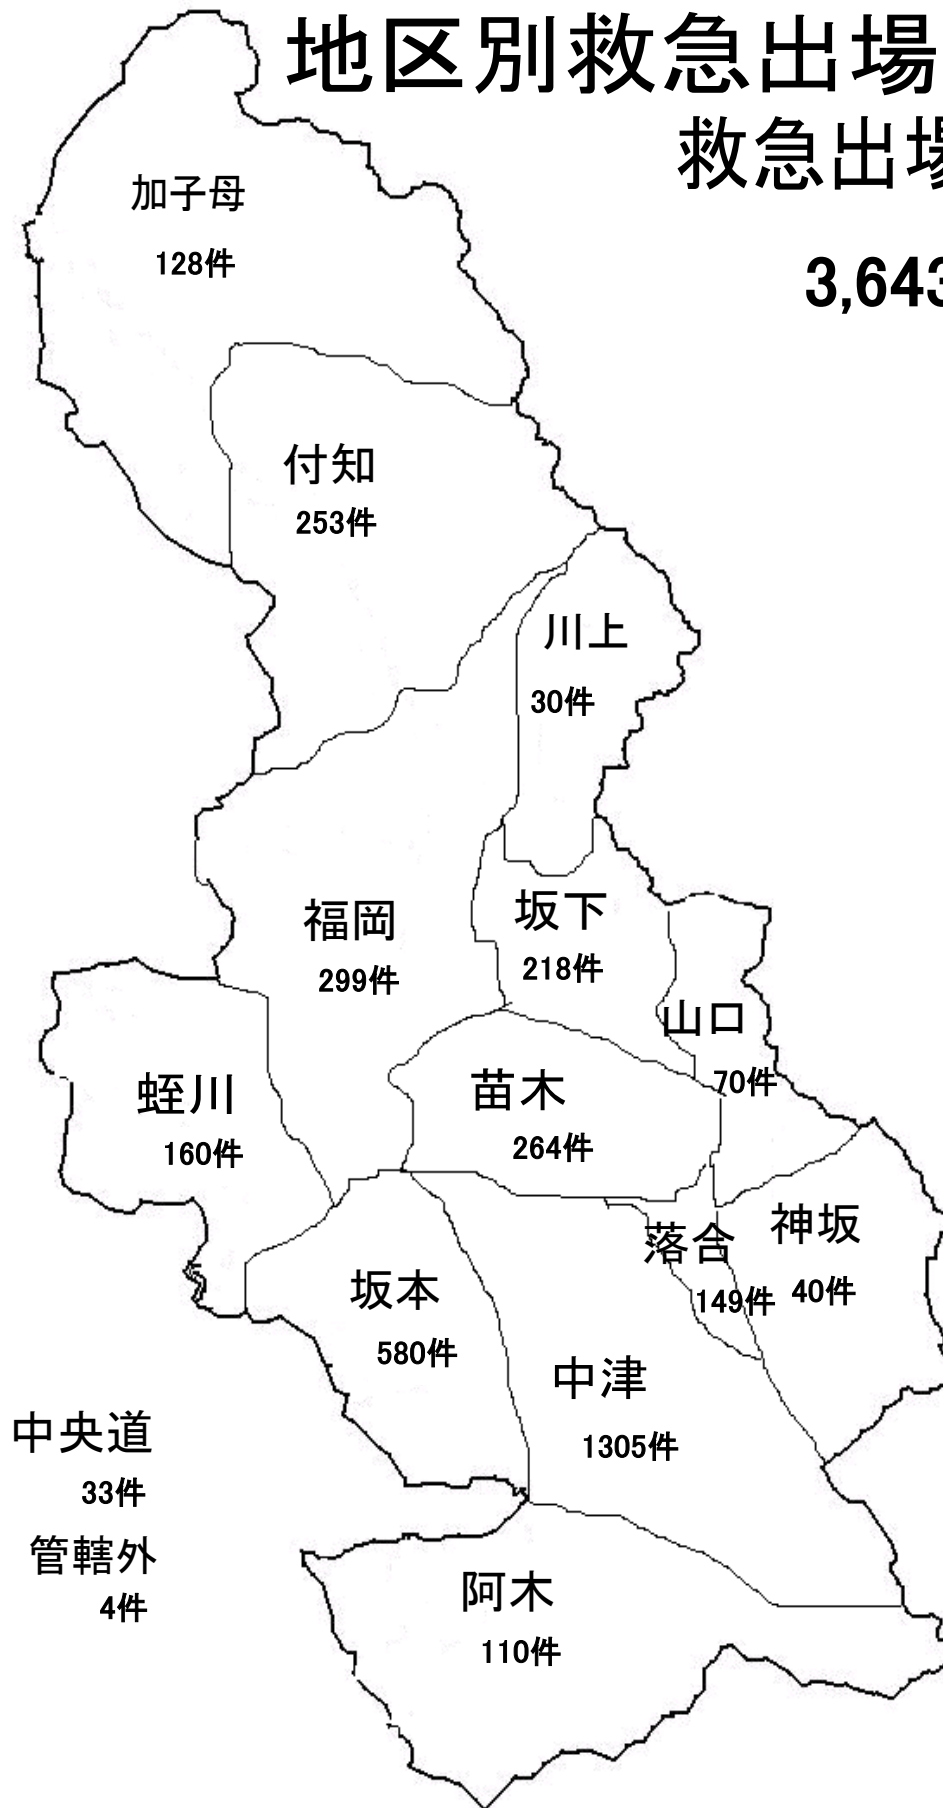 地区別救急出場
救急出場
3,643
加子母
128件
付知
253件
川上
30件
福岡
299件
坂下
218件
山口
70件
蛭川
160件
苗木
264件
落合
149件
神坂
40件
坂本
580件
中津
1305件
中央道
33件
管轄外
4件
阿木
110件